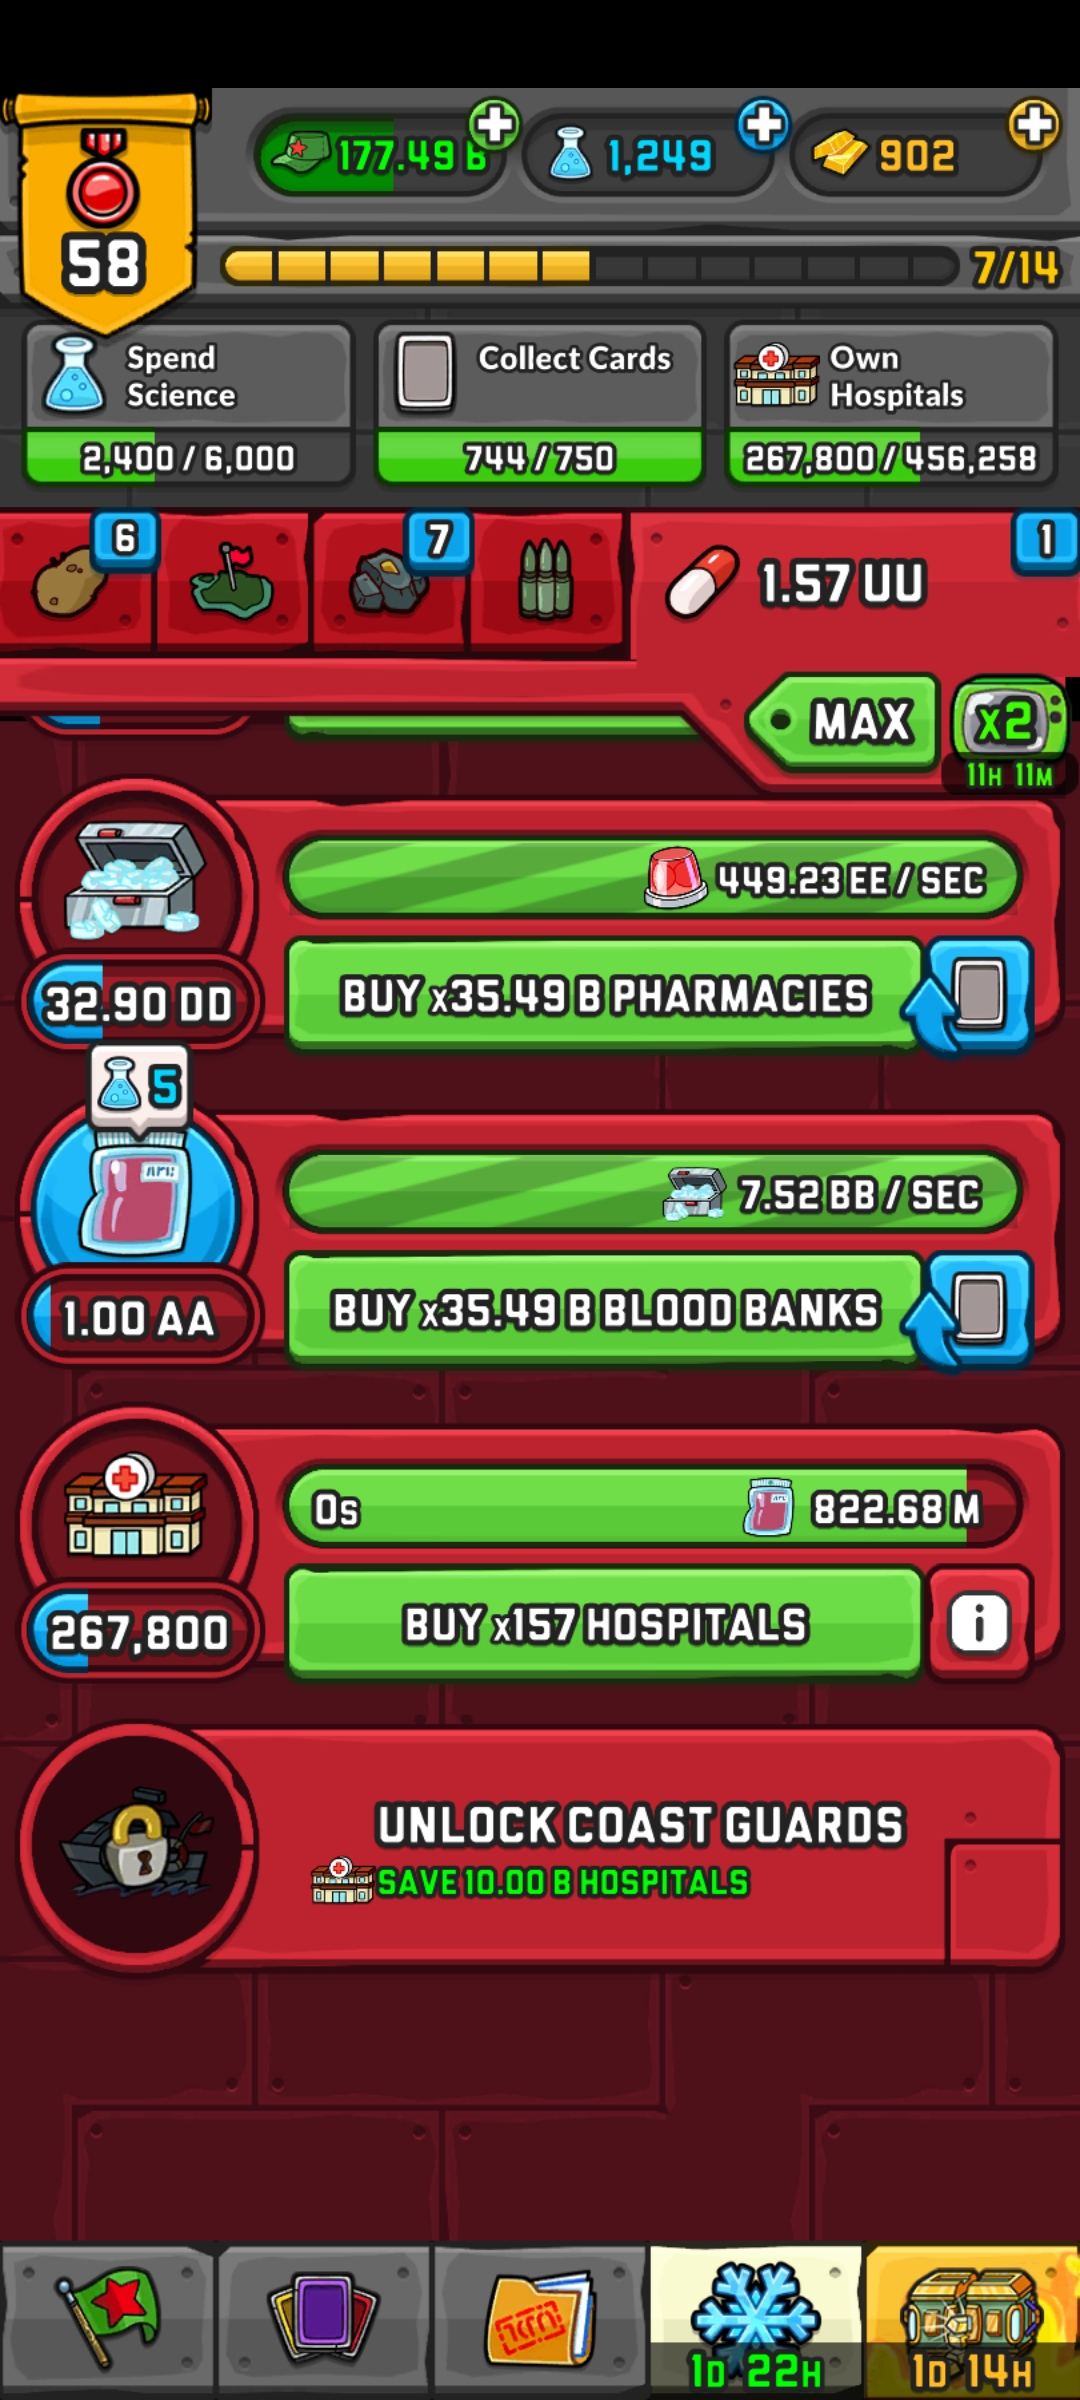 58
177.49 B
1,249
902
7/14
Spend
Science
2,400 / 6,000
Collect Cards
744 / 750
Own
Hospitals
267,800 / 456,258
6
7
1.57 UU
1
MAX
x2
11H 11M
449.23 EE / SEC
32.90 DD
BUY x35.49 B PHARMACIES
5
7.52 BB / SEC
1.00 AA
BUY x35.49 B BLOOD BANKS
0s
822.68 M
267,800
BUY x157 HOSPITALS
i
UNLOCK COAST GUARDS
SAVE 10.00 B HOSPITALS
1D 22H
1D 14H